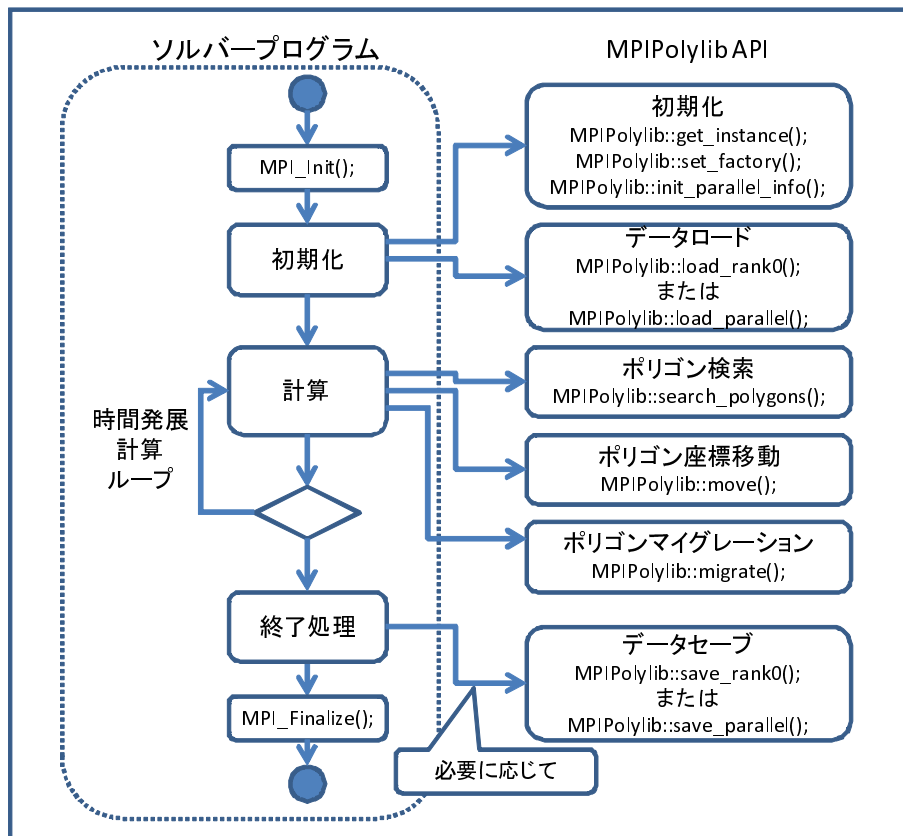 ソルバープログラム
MPIPolylib API
MPI_Init();
初期化
計算
時間発展
計算
ループ
終了処理
MPI_Finalize();
初期化
MPIPolylib::get_instance();
MPIPolylib::set_factory();
MPIPolylib::init_parallel_info();
データロード
MPIPolylib::load_rank0();
または
MPIPolylib::load_parallel();
ポリゴン検索
MPIPolylib::search_polygons();
ポリゴン座標移動
MPIPolylib::move();
ポリゴンマイグレーション
MPIPolylib::migrate();
データセーブ
MPIPolylib::save_rank0();
または
MPIPolylib::save_parallel();
必要に応じて